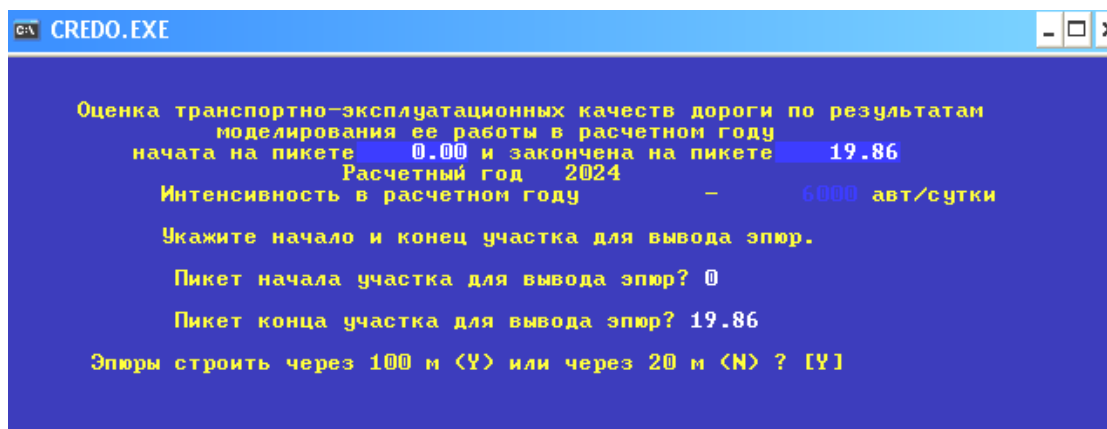 CREDO.EXE
Оценка транспортно-эксплуатационных качеств дороги по результатам
моделирования ее работы в расчетном году
начата на пикете 0.00 и закончена на пикете 19.86
Расчетный год 2024
Интенсивность в расчетном году - 6000 авт/сутки
Укажите начало и конец участка для вывода эпюр.
Пикет начала участка для вывода эпюр? 0
Пикет конца участка для вывода эпюр? 19.86
Эпюры строить через 100 м (Y) или через 20 м (N) ? [Y]